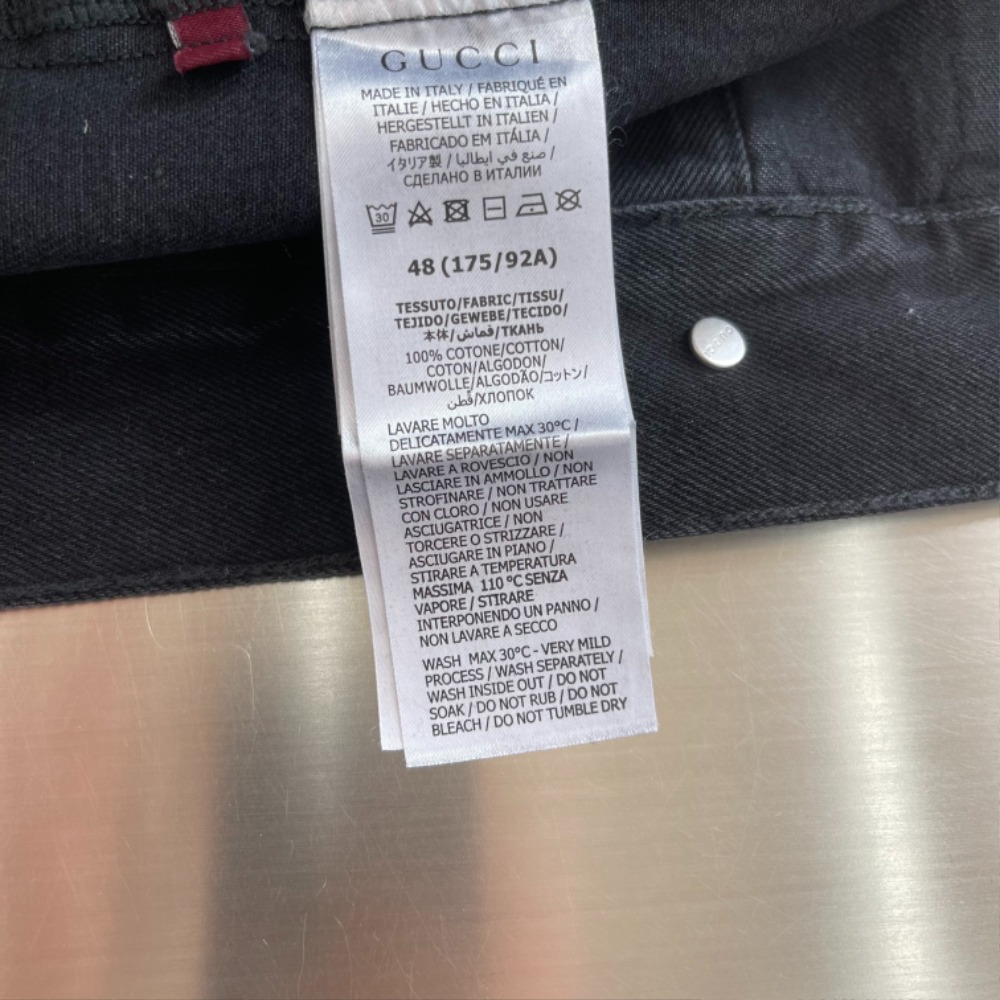 GUCCI
MADE IN ITALY / FABRIQUÉ EN
ITALIE / HECHO EN ITALIA /
HERGESTELLT IN ITALIEN /
FABRICADO EM ITÁLIA /
イタリア製 / صنع في ايطاليا /
СДЕЛАНО В ИТАЛИИ
30
48 (175/92A)
TESSUTO/FABRIC/TISSU/
TEJIDO/GEWEBE/TECIDO/
本体/قماش/ТКАНЬ
100% COTONE/COTTON/
COTON/ALGODON/
BAUMWOLLE/ALGODÃO/コットン/
قطن/ХЛОПОК
LAVARE MOLTO
DELICATAMENTE MAX 30°C /
LAVARE SEPARATAMENTE /
LAVARE A ROVESCIO / NON
LASCIARE IN AMMOLLO / NON
STROFINARE / NON TRATTARE
CON CLORO / NON USARE
ASCIUGATRICE / NON
TORCERE O STRIZZARE /
ASCIUGARE IN PIANO /
STIRARE A TEMPERATURA
MASSIMA 110 °C SENZA
VAPORE / STIRARE
INTERPONENDO UN PANNO /
NON LAVARE A SECCO
WASH MAX 30°C - VERY MILD
PROCESS / WASH SEPARATELY /
WASH INSIDE OUT / DO NOT
SOAK / DO NOT RUB / DO NOT
BLEACH / DO NOT TUMBLE DRY